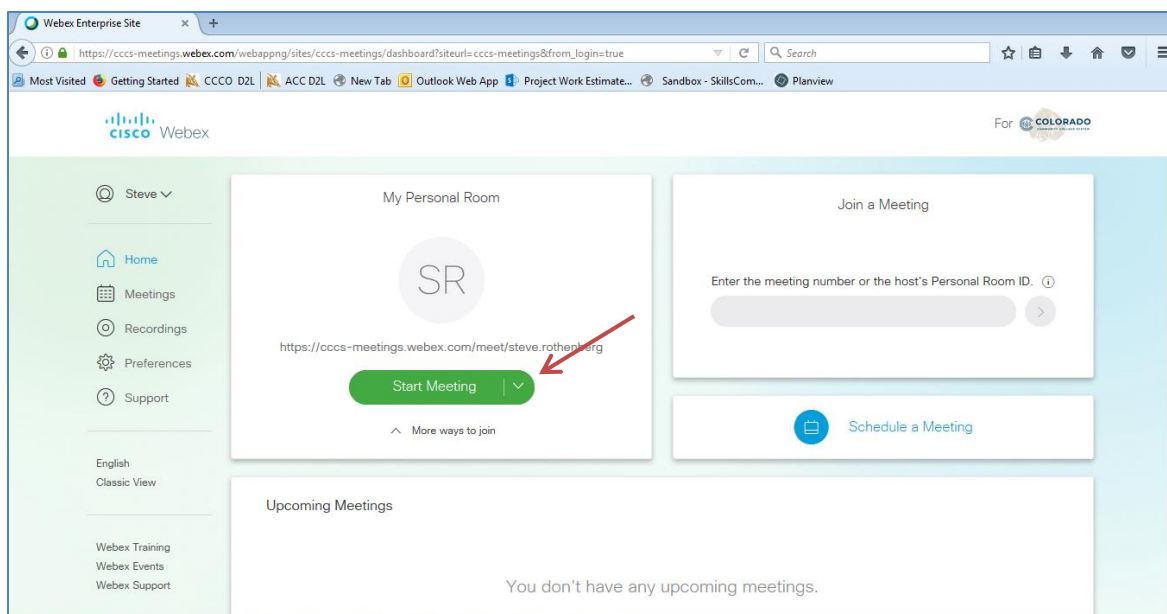 Webex Enterprise Site
https://cccs-meetings.webex.com/webappng/sites/cccs-meetings/dashboard?siteurl=cccs-meetings&from_login=true
Search
Most Visited Getting Started CCCO D2L ACC D2L New Tab Outlook Web App Project Work Estimate... Sandbox - SkillsCom... Planview
CISCO Webex
For COLORADO
COMMUNITY COLLEGE SYSTEM
Steve
Home
Meetings
Recordings
Preferences
Support
English
Classic View
Webex Training
Webex Events
Webex Support
My Personal Room
SR
https://cccs-meetings.webex.com/meet/steve.rothenberg
Start Meeting
More ways to join
Join a Meeting
Enter the meeting number or the host's Personal Room ID.
Schedule a Meeting
Upcoming Meetings
You don't have any upcoming meetings.